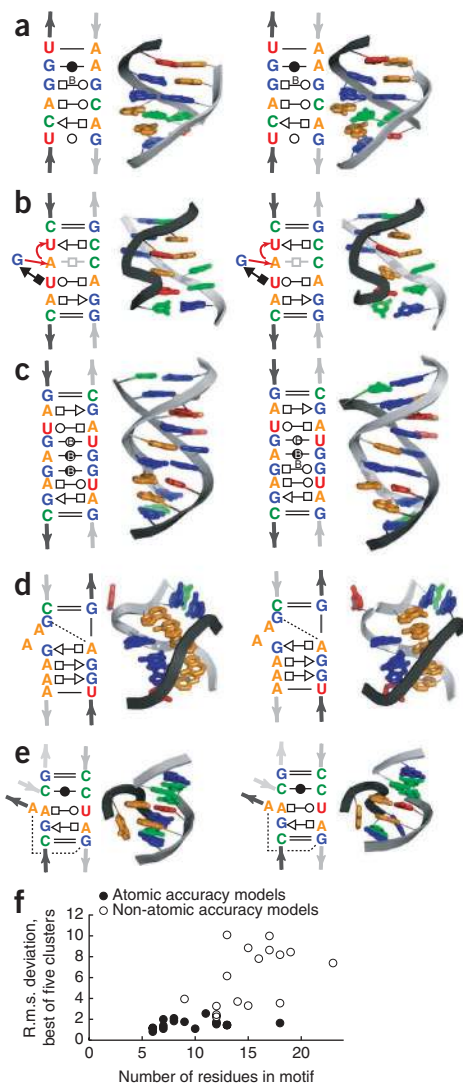 a
U A U A
G A G A
B B
G G G G
A C A C
C A C A
U G U G
b
C G C G
U C U C
G A C G A C
U A U A
A G A G
C G C G
c
G C G C
A G A G
U A U A
G C U G C U
A B G A B G
G B G G B G
B
A U A U
G A G A
C G C G
d
C G C G
G G
A A
A G A A G A
A G A G
A G A G
A U A U
e
G C G C
C C C C
A A U A A U
G A G A
C G C G
f
Atomic accuracy models
Non-atomic accuracy models
R.m.s. deviation,
best of five clusters
12
10
8
6
4
2
0
0 5 10 15 20
Number of residues in motif